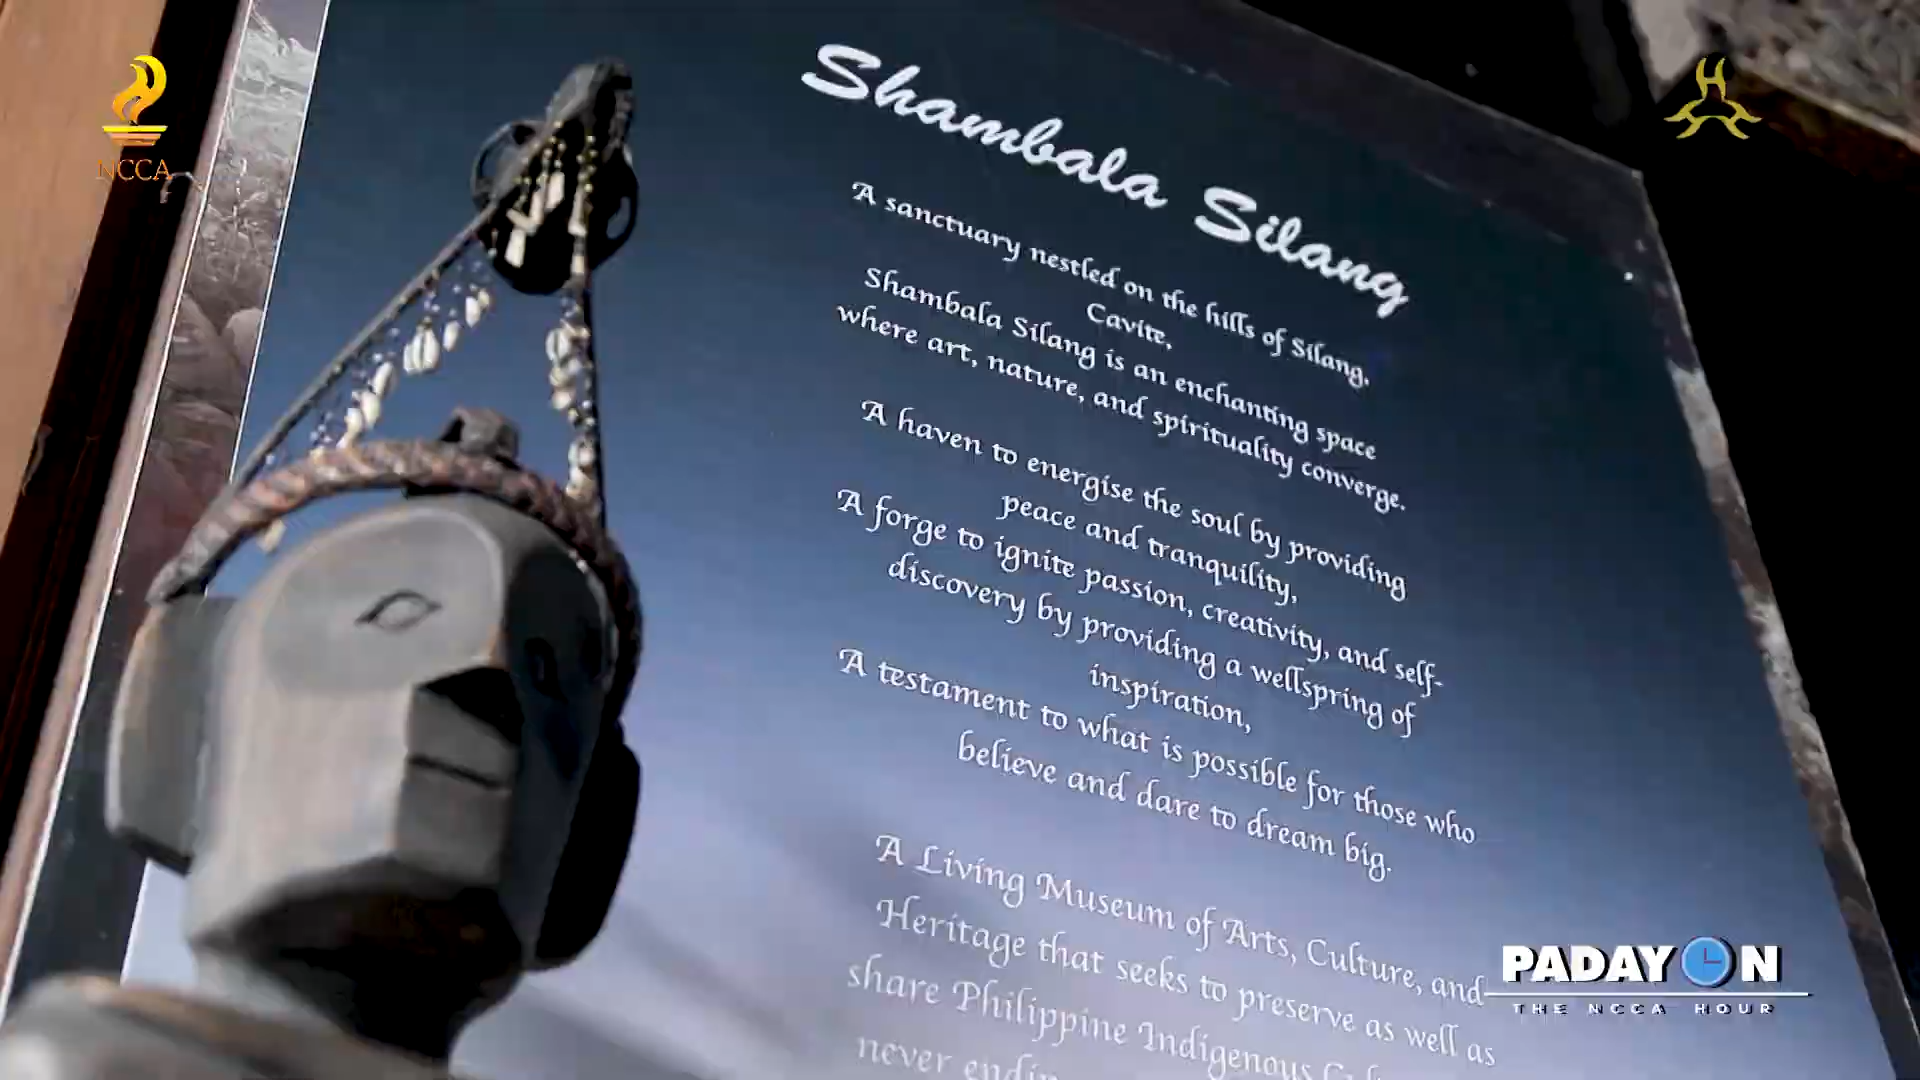 NCCA
Shambala Silang
A sanctuary nestled on the hills of Silang,
Cavite,
Shambala Silang is an enchanting space
where art, nature, and spirituality converge.
A haven to energise the soul by providing
peace and tranquility,
A forge to ignite passion, creativity, and self-
discovery by providing a wellspring of
inspiration,
A testament to what is possible for those who
believe and dare to dream big.
A Living Museum of Arts, Culture, and
Heritage that seeks to preserve as well as
share Philippine Indigenous
never
PADAYON
THE NCCA HOUR